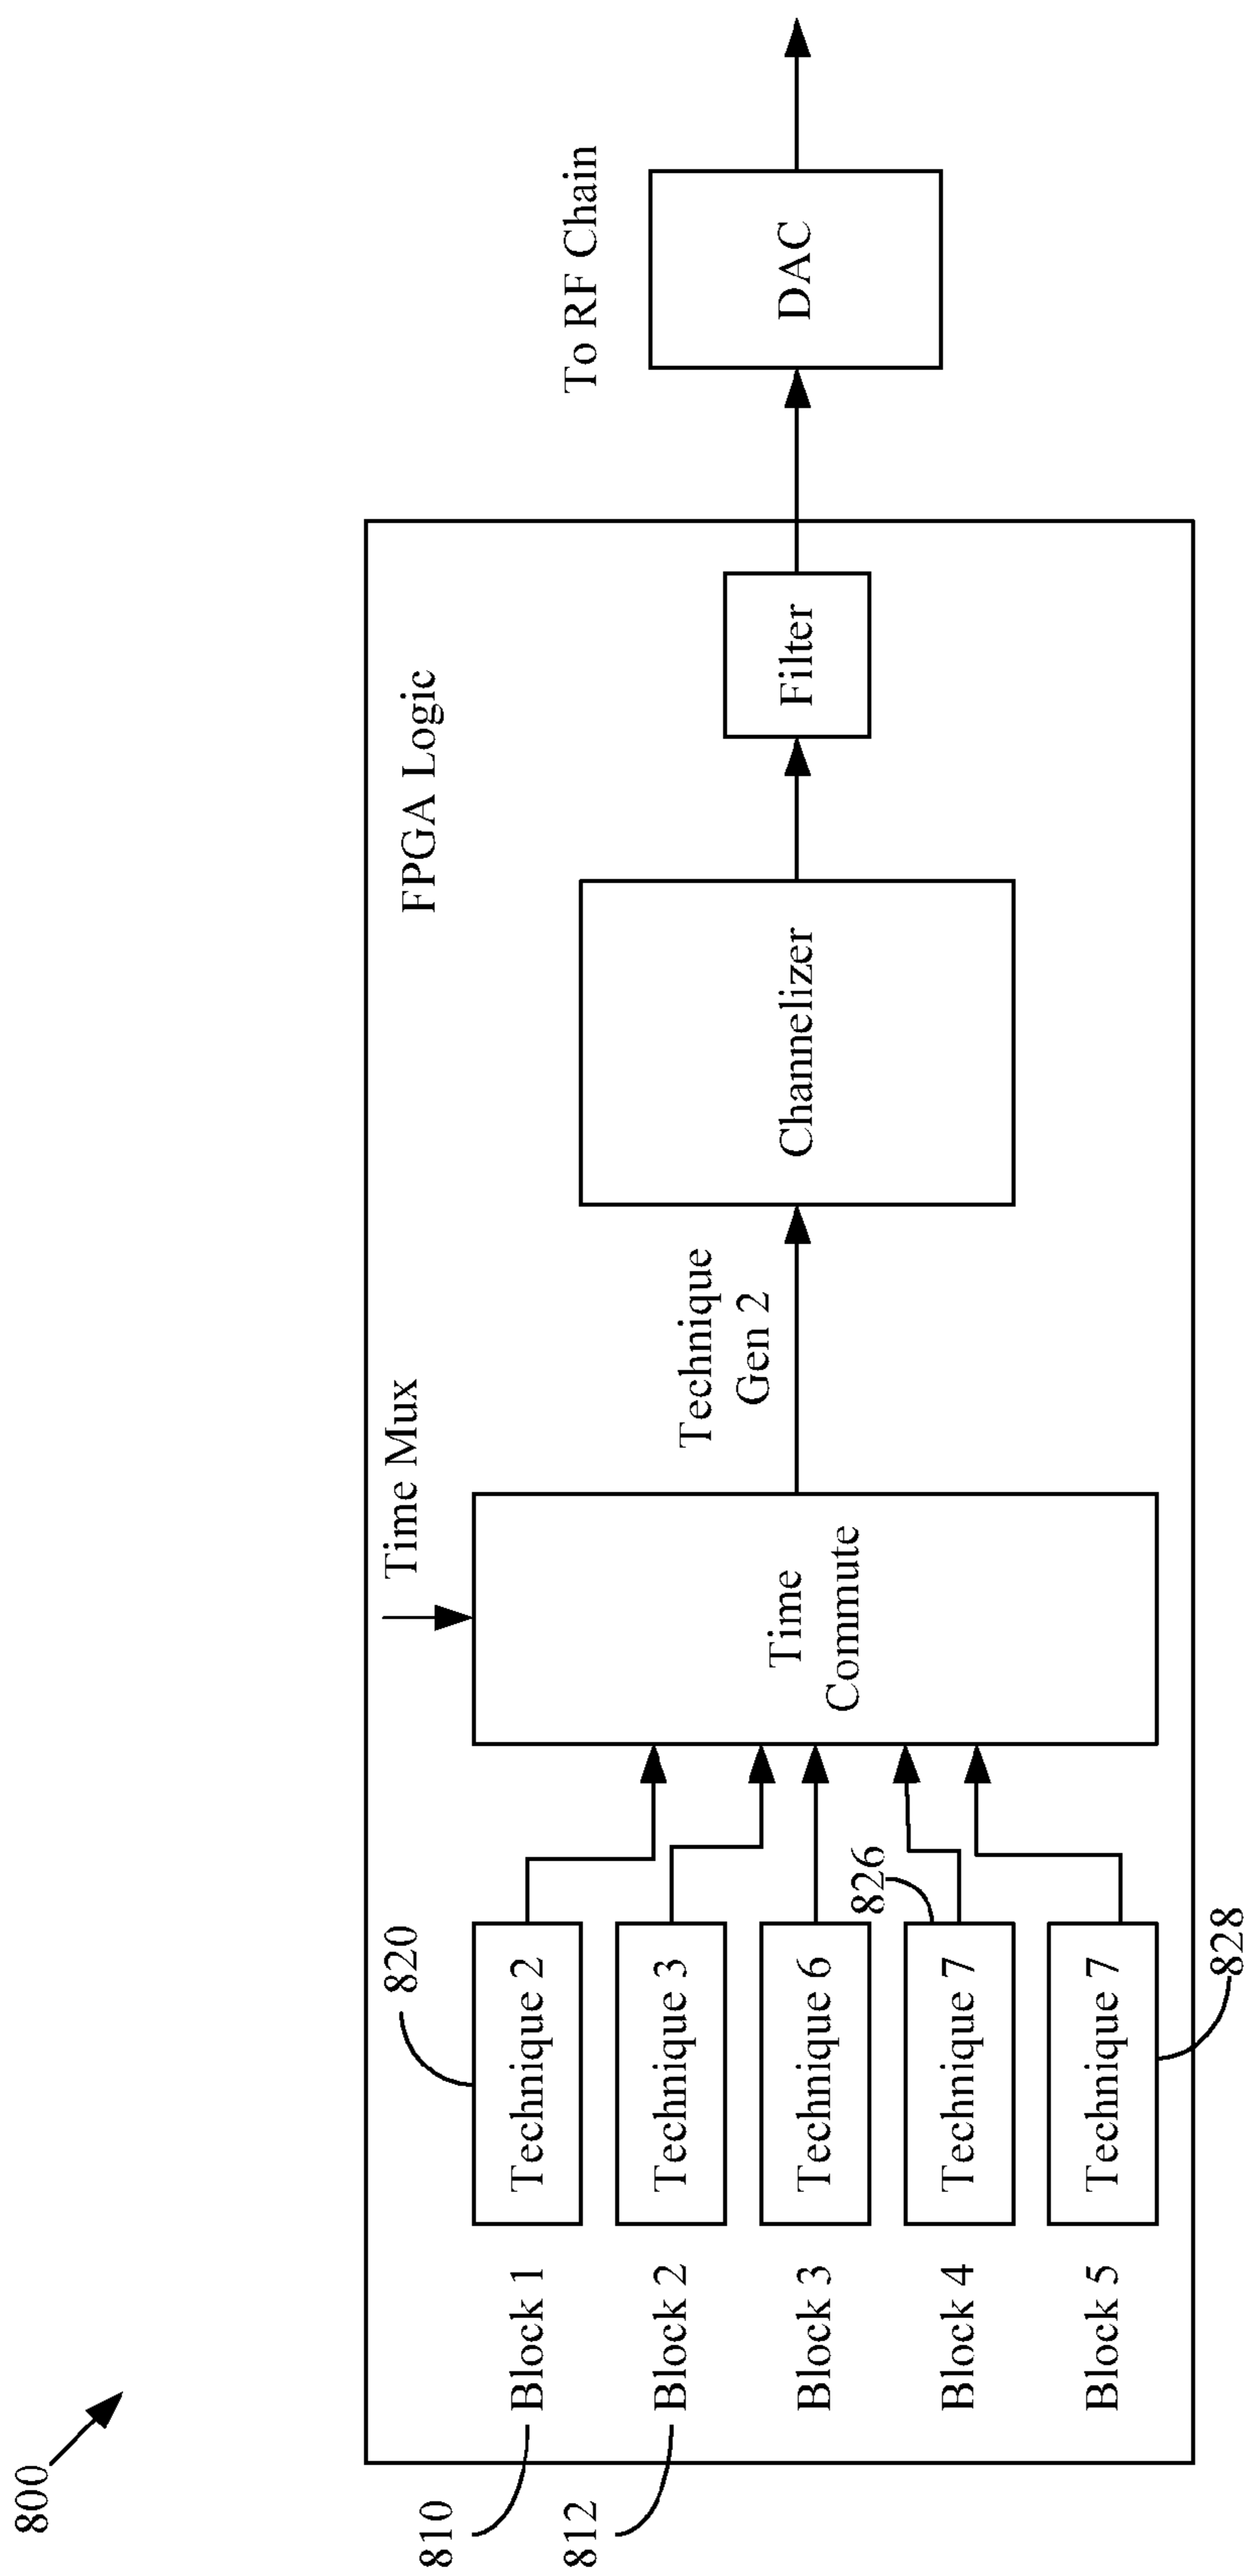 800
810
Block 1
820
Technique 2
812
Block 2
Technique 3
Block 3
Technique 6
Block 4
826
Technique 7
Block 5
828
Technique 7
Time Mux
Time
Commute
Technique
Gen 2
FPGA Logic
Channelizer
Filter
To RF Chain
DAC